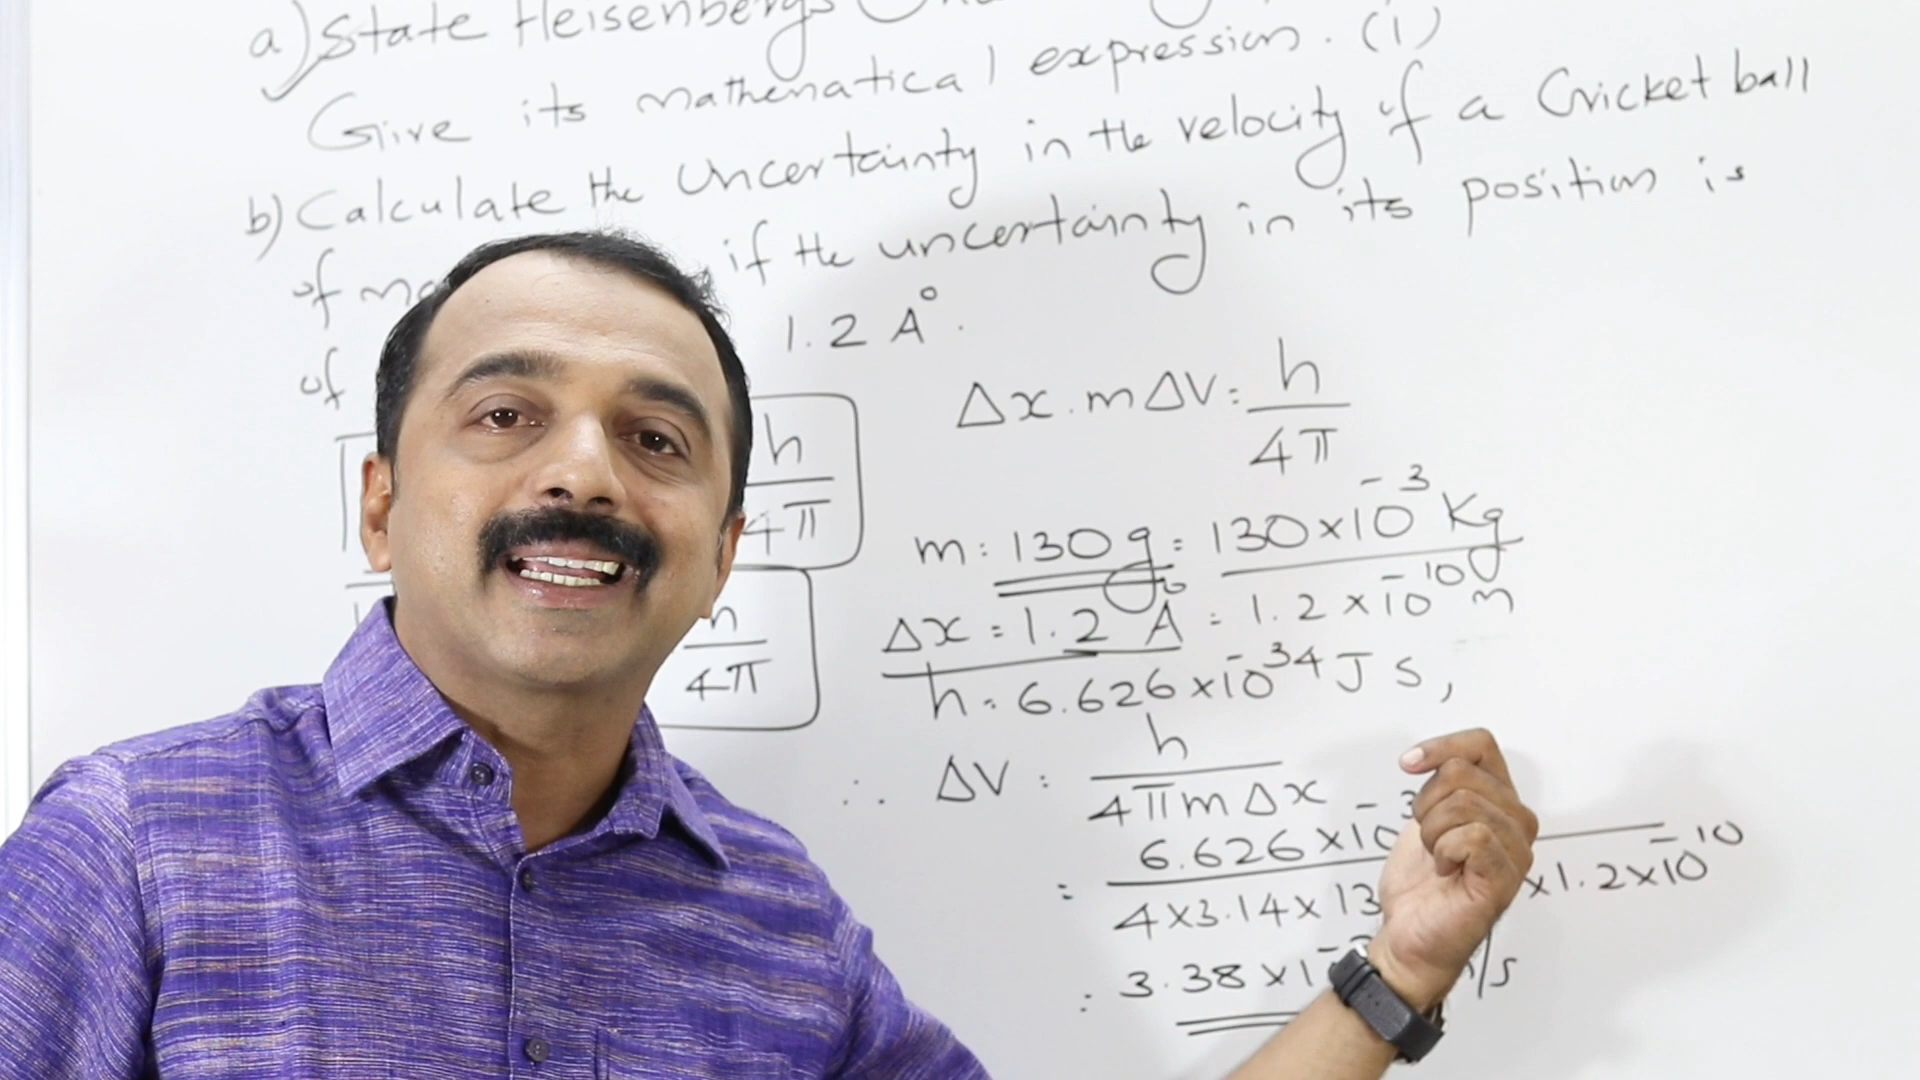 a) State Heisenberg's
Give its mathematical expression. (1)
b) Calculate the uncertainty in the velocity of a Cricket ball
of if the uncertainty in its position is
of 1.2 A°.
h
4π
h
4π
Δx.mΔV = h
4π
m = 130g = 130×10⁻³ Kg
Δx = 1.2 A° = 1.2×10⁻¹⁰ m
h = 6.626×10⁻³⁴ J s,
∴ ΔV = h
4πmΔx
= 6.626×10
4×3.14×13 ×1.2×10⁻¹⁰
= 3.38×1 /s